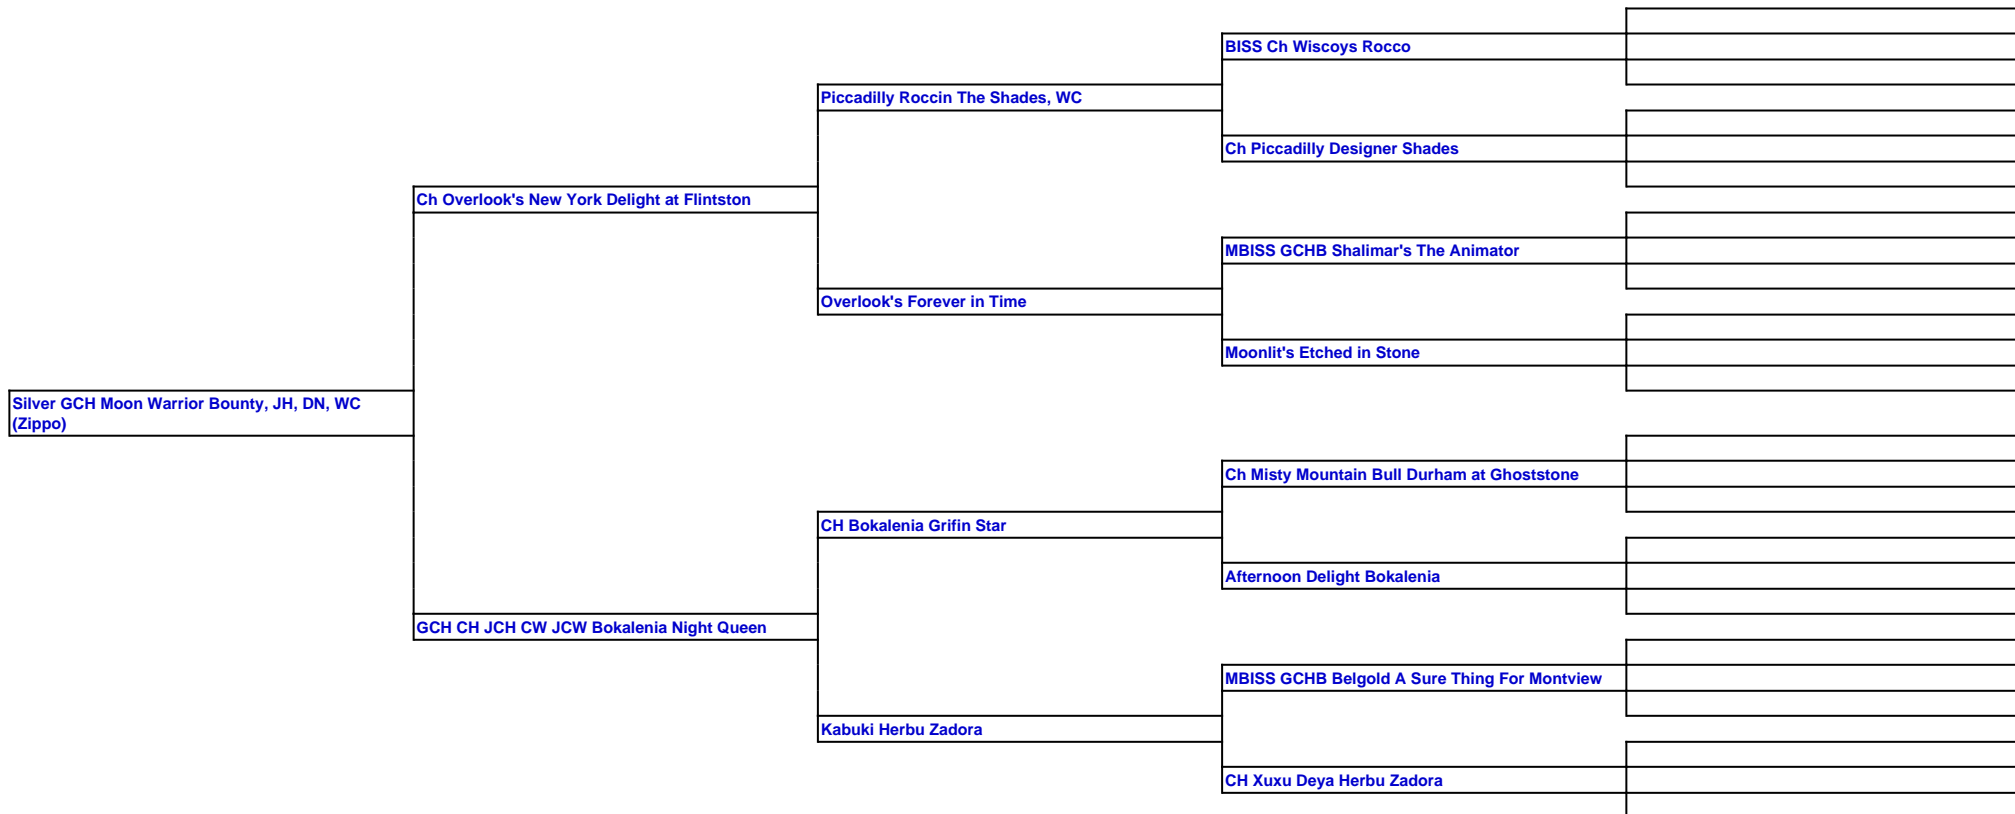 BISS Ch Wiscoys Rocco
Piccadilly Roccin The Shades, WC
Ch Piccadilly Designer Shades
Ch Overlook's New York Delight at Flintston
MBISS GCHB Shalimar's The Animator
Overlook's Forever in Time
Moonlit's Etched in Stone
Silver GCH Moon Warrior Bounty, JH, DN, WC
(Zippo)
Ch Misty Mountain Bull Durham at Ghoststone
CH Bokalenia Grifin Star
Afternoon Delight Bokalenia
GCH CH JCH CW JCW Bokalenia Night Queen
MBISS GCHB Belgold A Sure Thing For Montview
Kabuki Herbu Zadora
CH Xuxu Deya Herbu Zadora